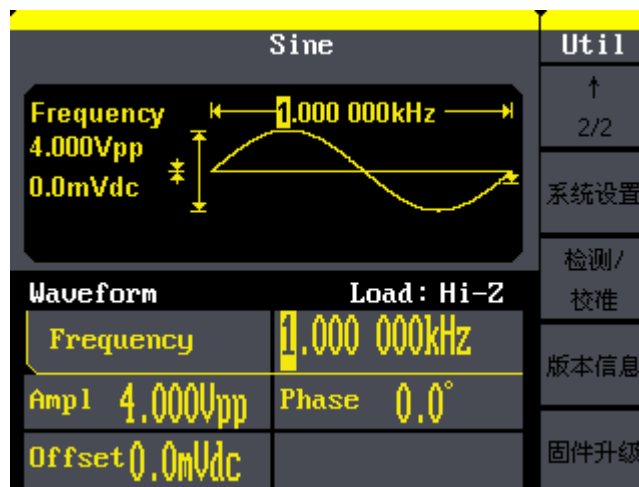 Sine
Util
Frequency
1.000 000kHz
4.000Vpp
0.0mVdc
↑
2/2
系统设置
检测/
校准
版本信息
固件升级
Waveform
Load: Hi-Z
Frequency
1.000 000kHz
Ampl 4.000Vpp
Phase 0.0°
Offset 0.0mVdc